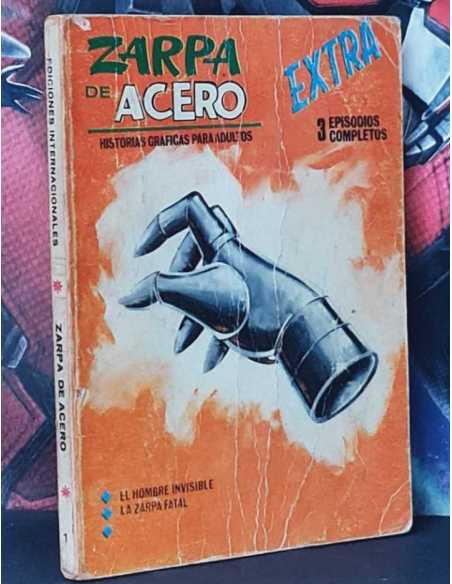 ZARPA
DE ACERO
EXTRA
HISTORIAS GRAFICAS PARA ADULTOS
3 EPISODIOS
COMPLETOS
EL HOMBRE INVISIBLE
LA ZARPA FATAL
EDICIONES INTERNACIONALES
ZARPA DE ACERO
1